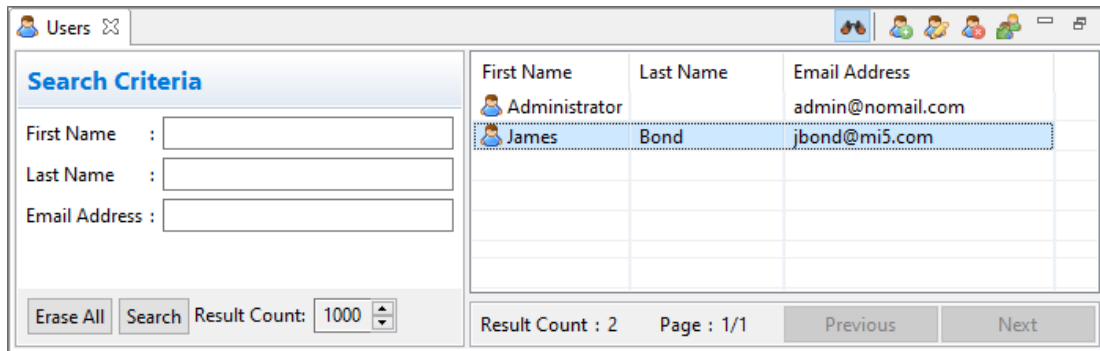 Users
Search Criteria
First Name :
Last Name :
Email Address :
Erase All Search Result Count: 1000
First Name Last Name Email Address
Administrator admin@nomail.com
James Bond jbond@mi5.com
Result Count : 2 Page : 1/1 Previous Next